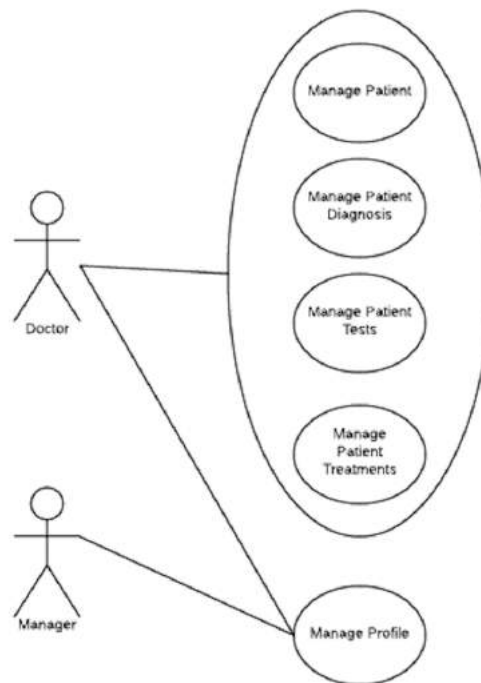 Manage Patient
Manage Patient
Diagnosis
Manage Patient
Tests
Doctor
Manage
Patient
Treatments
Manager
Manage Profile